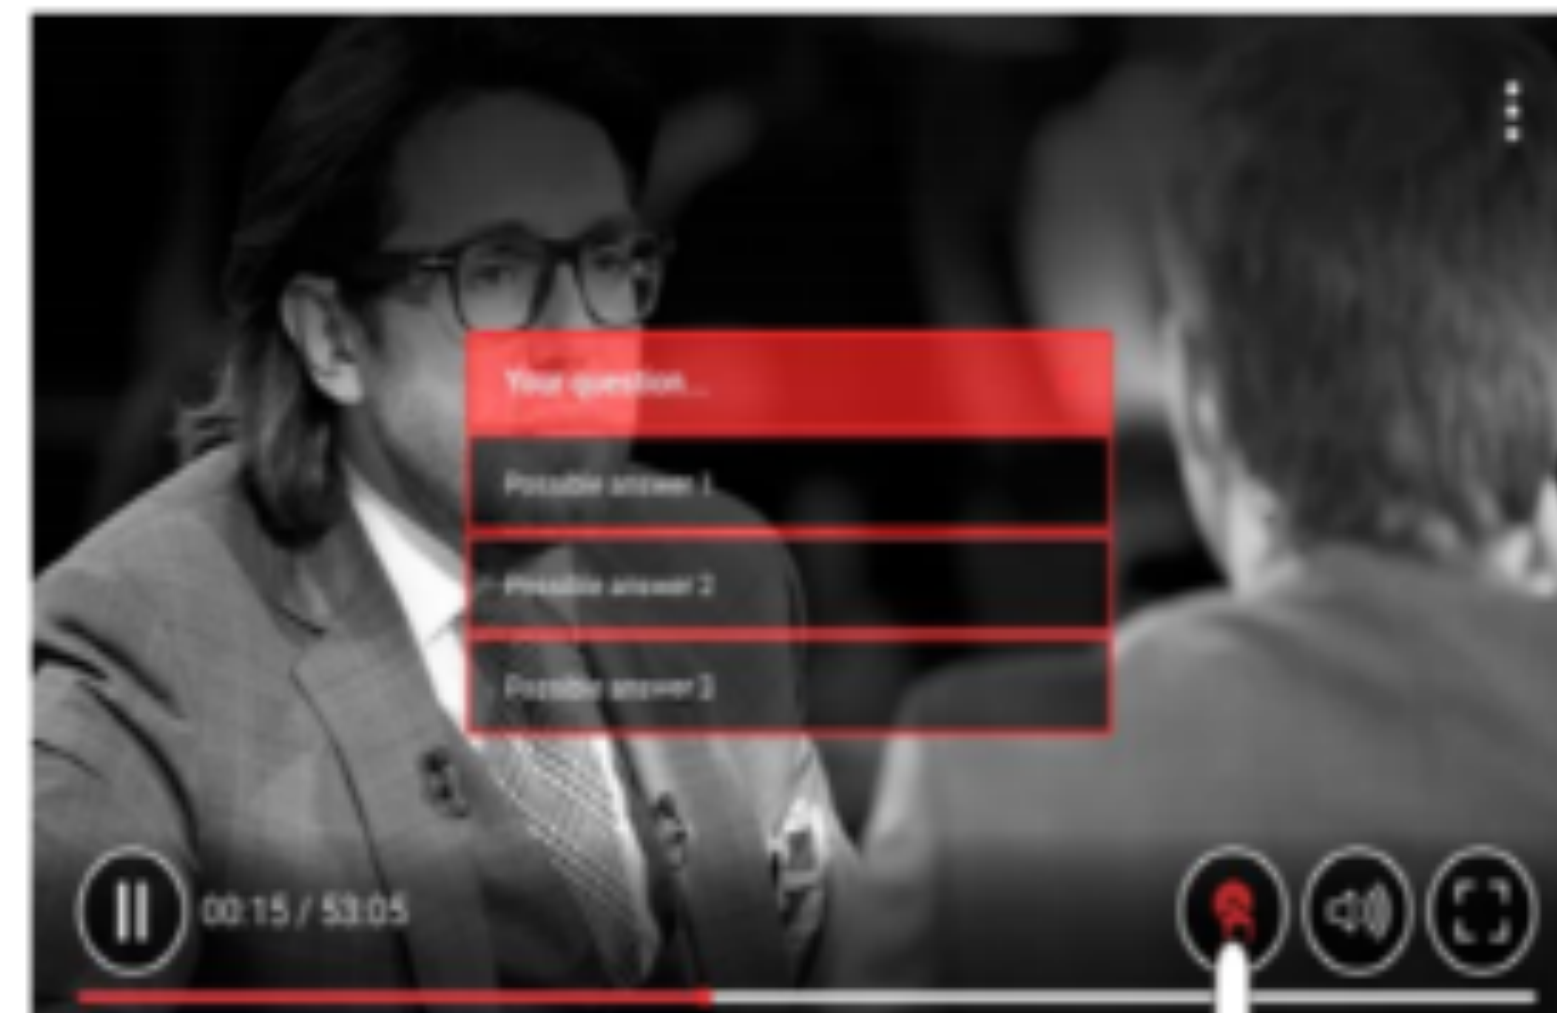 Your question...
Possible answer 1
Possible answer 2
Possible answer 3
00:15 / 53:05